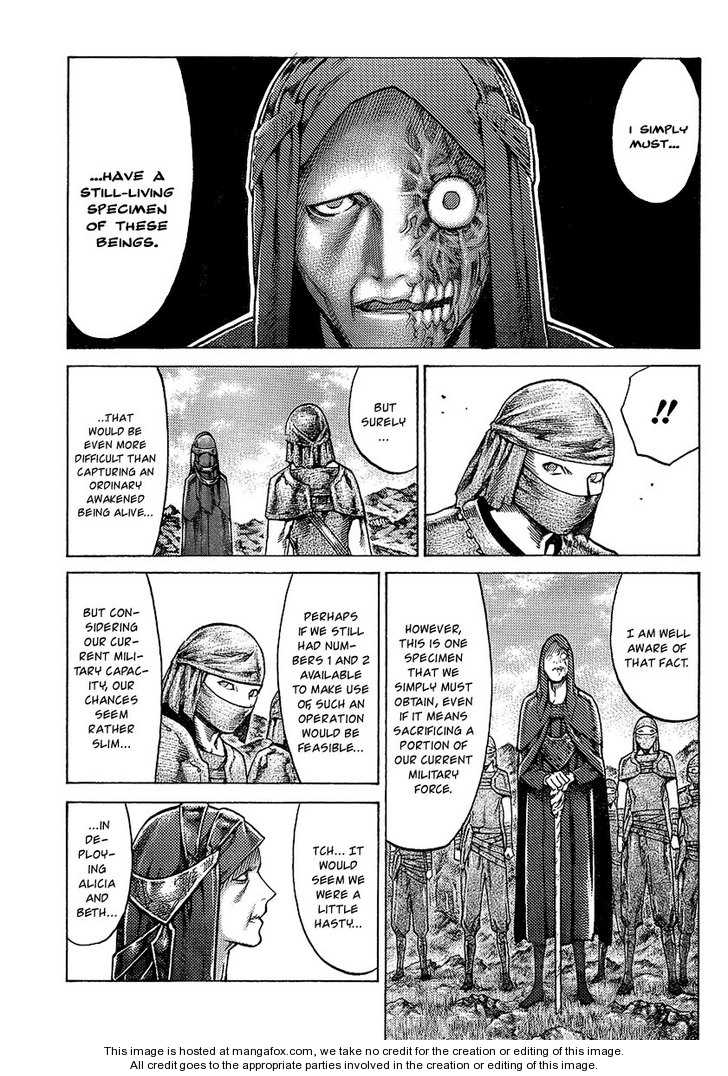 I SIMPLY
MUST...
...HAVE A
STILL-LIVING
SPECIMEN
OF THESE
BEINGS.
!!
BUT
SURELY
...
...THAT
WOULD BE
EVEN MORE
DIFFICULT THAN
CAPTURING AN
ORDINARY
AWAKENED
BEING ALIVE...
I AM WELL
AWARE OF
THAT FACT.
HOWEVER,
THIS IS ONE
SPECIMEN
THAT WE
SIMPLY MUST
OBTAIN, EVEN
IF IT MEANS
SACRIFICING A
PORTION OF
OUR CURRENT
MILITARY
FORCE.
PERHAPS
IF WE STILL
HAD NUM-
BERS 1 AND 2
AVAILABLE
TO MAKE USE
OF SUCH AN
OPERATION
WOULD BE
FEASIBLE...
BUT CON-
SIDERING
OUR CUR-
RENT MILI-
TARY CAPAC-
ITY, OUR
CHANCES
SEEM
RATHER
SLIM...
TCH... IT
WOULD
SEEM WE
WERE A
LITTLE
HASTY...
...IN
DE-
PLOY-
ING
ALICIA
AND
BETH...
This image is hosted at mangafox.com, we take no credit for the creation or editing of this image.
All credit goes to the appropriate parties involved in the creation or editing of this image.